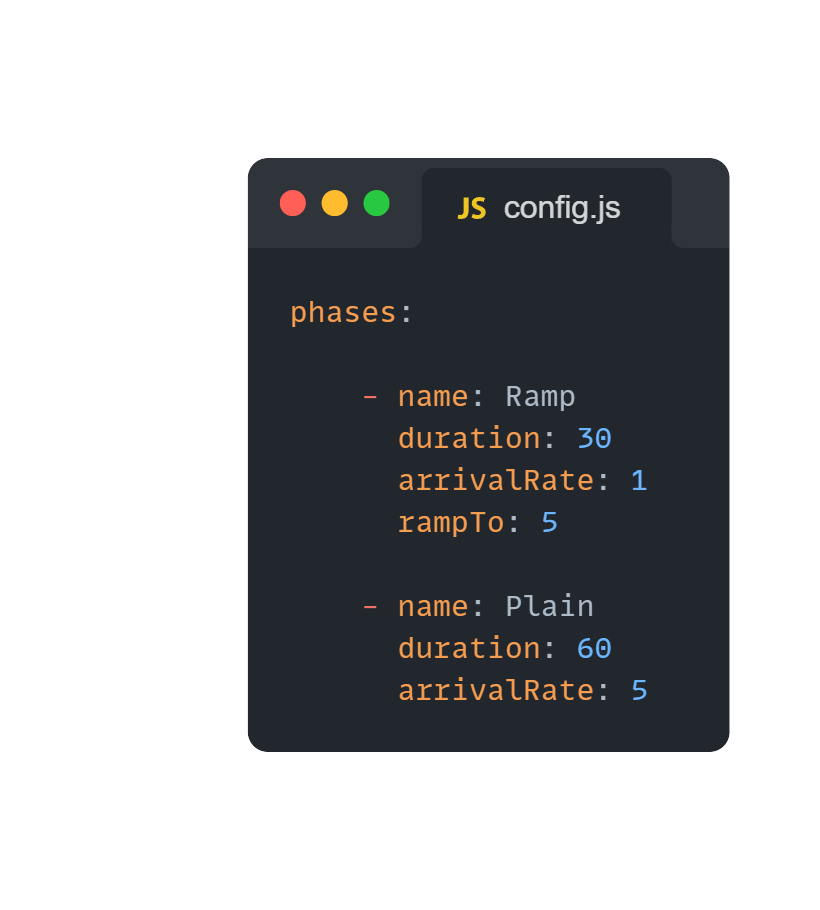 JS config.js
phases:
- name: Ramp
duration: 30
arrivalRate: 1
rampTo: 5
- name: Plain
duration: 60
arrivalRate: 5